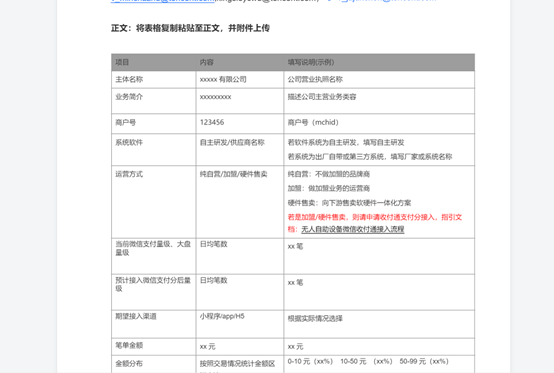 正文：将表格复制粘贴至正文，并附件上传
项目 内容 填写说明(示例)
主体名称 xxxxx 有限公司 公司营业执照名称
业务简介 xxxxxxxxx 描述公司主营业务类容
商户号 123456 商户号（mchid）
系统软件 自主研发/供应商名称 若软件系统为自主研发，填写自主研发
若系统为出厂自带或第三方系统，填写厂家或系统名称
运营方式 纯自营/加盟/硬件售卖 纯自营：不做加盟的品牌商
加盟：做加盟业务的运营商
硬件售卖：向下游售卖软硬件一体化方案
若是加盟/硬件售卖，则请申请收付通支付分接入，指引文
档：无人自助设备微信收付通接入流程
当前微信支付量级、大盘 日均笔数 xx 笔
量级
预计接入微信支付分后量 日均笔数 xx 笔
级
期望接入渠道 小程序/app/H5 根据实际情况选择
笔单金额 xx 元 xx 元
金额分布 按照交易情况统计金额区 0-10 元（xx%） 10-50 元 （xx%） 50-99 元（xx%）